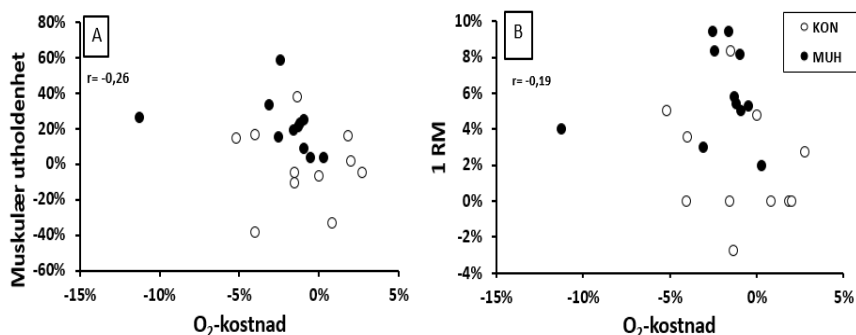 A
r= -0,26
80%
60%
40%
20%
0%
-20%
-40%
-60%
Muskulær utholdenhet
-15% -10% -5% 0% 5%
O₂-kostnad
B
r= -0,19
10%
8%
6%
4%
2%
0%
-2%
-4%
1 RM
-15% -10% -5% 0% 5%
O₂-kostnad
KON
MUH